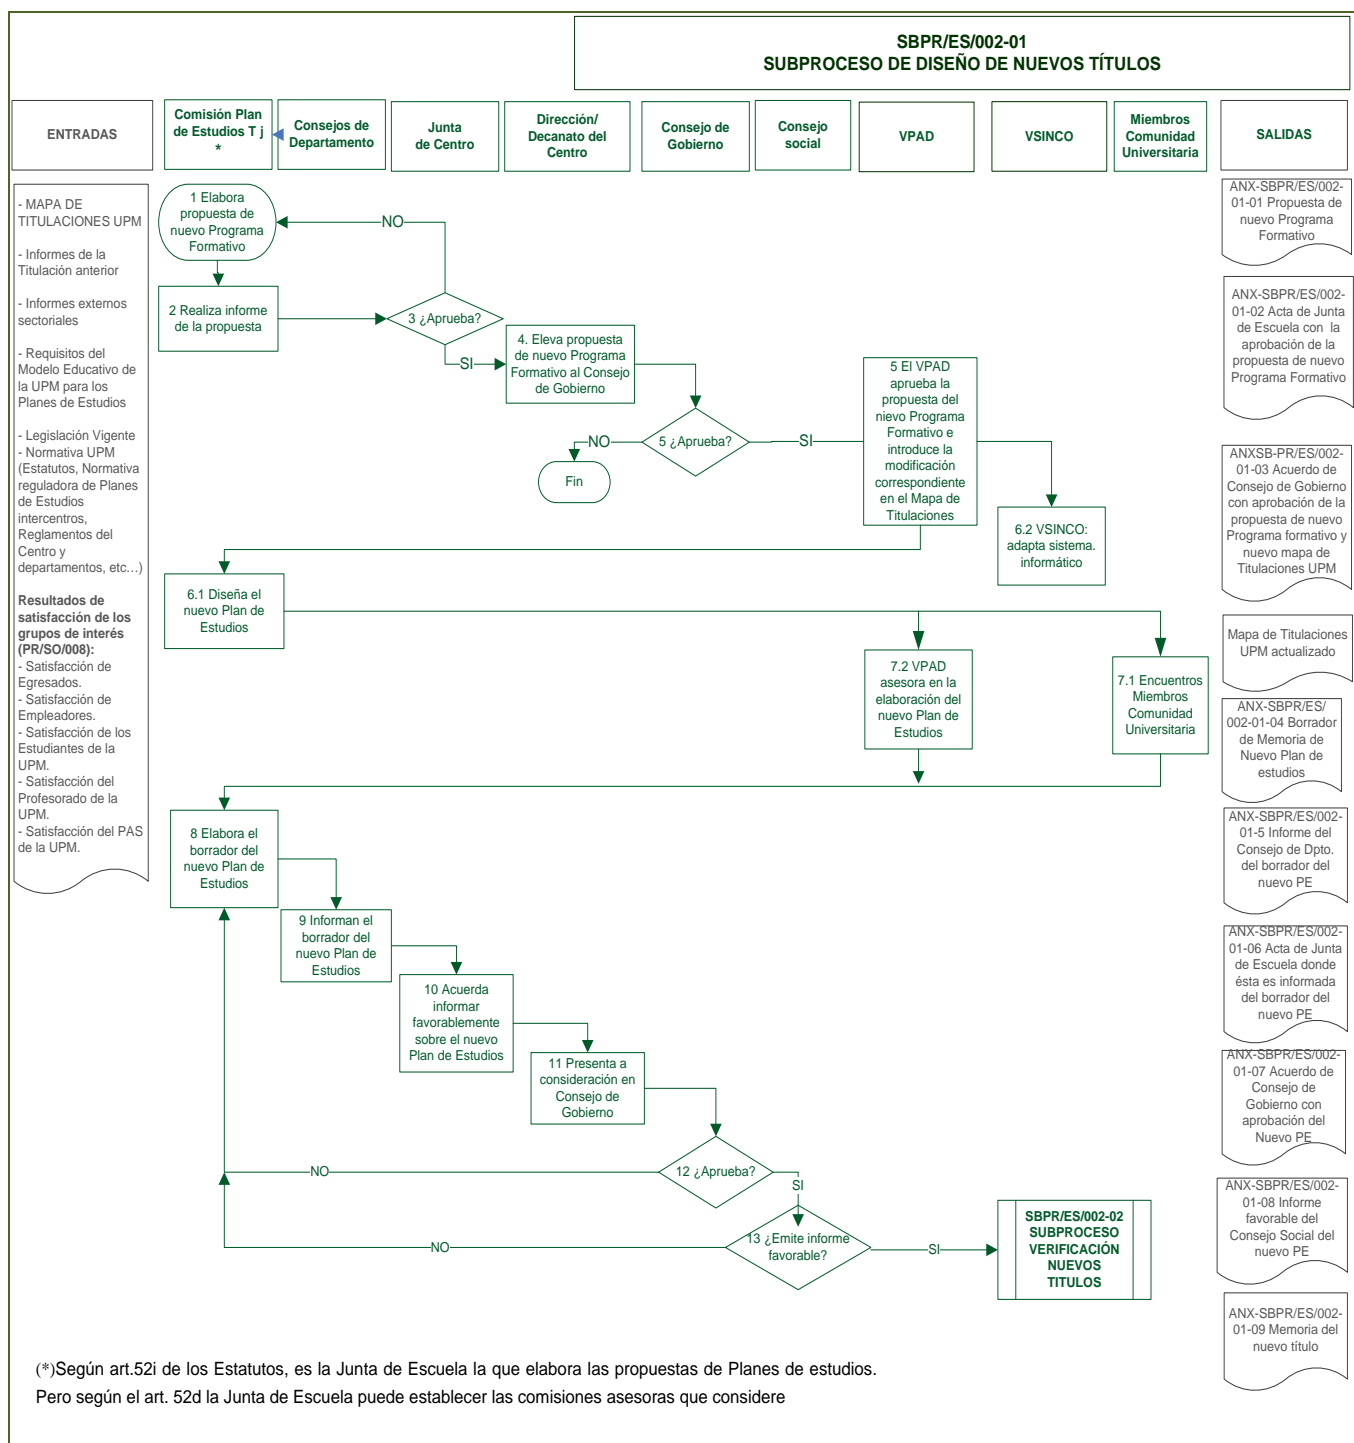 SBPR/ES/002-01
SUBPROCESO DE DISEÑO DE NUEVOS TÍTULOS
ENTRADAS
Comisión Plan
de Estudios T j
*
Consejos de
Departamento
Junta
de Centro
Dirección/
Decanato del
Centro
Consejo de
Gobierno
Consejo
social
VPAD
VSINCO
Miembros
Comunidad
Universitaria
SALIDAS
- MAPA DE
TITULACIONES UPM
- Informes de la
Titulación anterior
- Informes externos
sectoriales
- Requisitos del
Modelo Educativo de
la UPM para los
Planes de Estudios
- Legislación Vigente
- Normativa UPM
(Estatutos, Normativa
reguladora de Planes
de Estudios
intercentros,
Reglamentos del
Centro y
departamentos, etc...)
Resultados de
satisfacción de los
grupos de interés
(PR/SO/008):
- Satisfacción de
Egresados.
- Satisfacción de
Empleadores.
- Satisfacción de los
Estudiantes de la
UPM.
- Satisfacción del
Profesorado de la
UPM.
- Satisfacción del PAS
de la UPM.
1 Elabora
propuesta de
nuevo Programa
Formativo
NO
2 Realiza informe
de la propuesta
3 ¿Aprueba?
SI
4. Eleva propuesta
de nuevo Programa
Formativo al Consejo
de Gobierno
NO
5 ¿Aprueba?
SI
Fin
5 El VPAD
aprueba la
propuesta del
nievo Programa
Formativo e
introduce la
modificación
correspondiente
en el Mapa de
Titulaciones
6.2 VSINCO:
adapta sistema.
informático
6.1 Diseña el
nuevo Plan de
Estudios
7.2 VPAD
asesora en la
elaboración del
nuevo Plan de
Estudios
7.1 Encuentros
Miembros
Comunidad
Universitaria
8 Elabora el
borrador del
nuevo Plan de
Estudios
9 Informan el
borrador del
nuevo Plan de
Estudios
10 Acuerda
informar
favorablemente
sobre el nuevo
Plan de Estudios
11 Presenta a
consideración en
Consejo de
Gobierno
NO
12 ¿Aprueba?
SI
NO
13 ¿Emite informe
favorable?
SI
SBPR/ES/002-02
SUBPROCESO
VERIFICACIÓN
NUEVOS
TITULOS
ANX-SBPR/ES/002-
01-01 Propuesta de
nuevo Programa
Formativo
ANX-SBPR/ES/002-
01-02 Acta de Junta
de Escuela con la
aprobación de la
propuesta de nuevo
Programa Formativo
ANXSB-PR/ES/002-
01-03 Acuerdo de
Consejo de Gobierno
con aprobación de la
propuesta de nuevo
Programa formativo y
nuevo mapa de
Titulaciones UPM
Mapa de Titulaciones
UPM actualizado
ANX-SBPR/ES/
002-01-04 Borrador
de Memoria de
Nuevo Plan de
estudios
ANX-SBPR/ES/002-
01-5 Informe del
Consejo de Dpto.
del borrador del
nuevo PE
ANX-SBPR/ES/002-
01-06 Acta de Junta
de Escuela donde
ésta es informada
del borrador del
nuevo PE
ANX-SBPR/ES/002-
01-07 Acuerdo de
Consejo de
Gobierno con
aprobación del
Nuevo PE
ANX-SBPR/ES/002-
01-08 Informe
favorable del
Consejo Social del
nuevo PE
ANX-SBPR/ES/002-
01-09 Memoria del
nuevo título
(*)Según art.52i de los Estatutos, es la Junta de Escuela la que elabora las propuestas de Planes de estudios.
Pero según el art. 52d la Junta de Escuela puede establecer las comisiones asesoras que considere